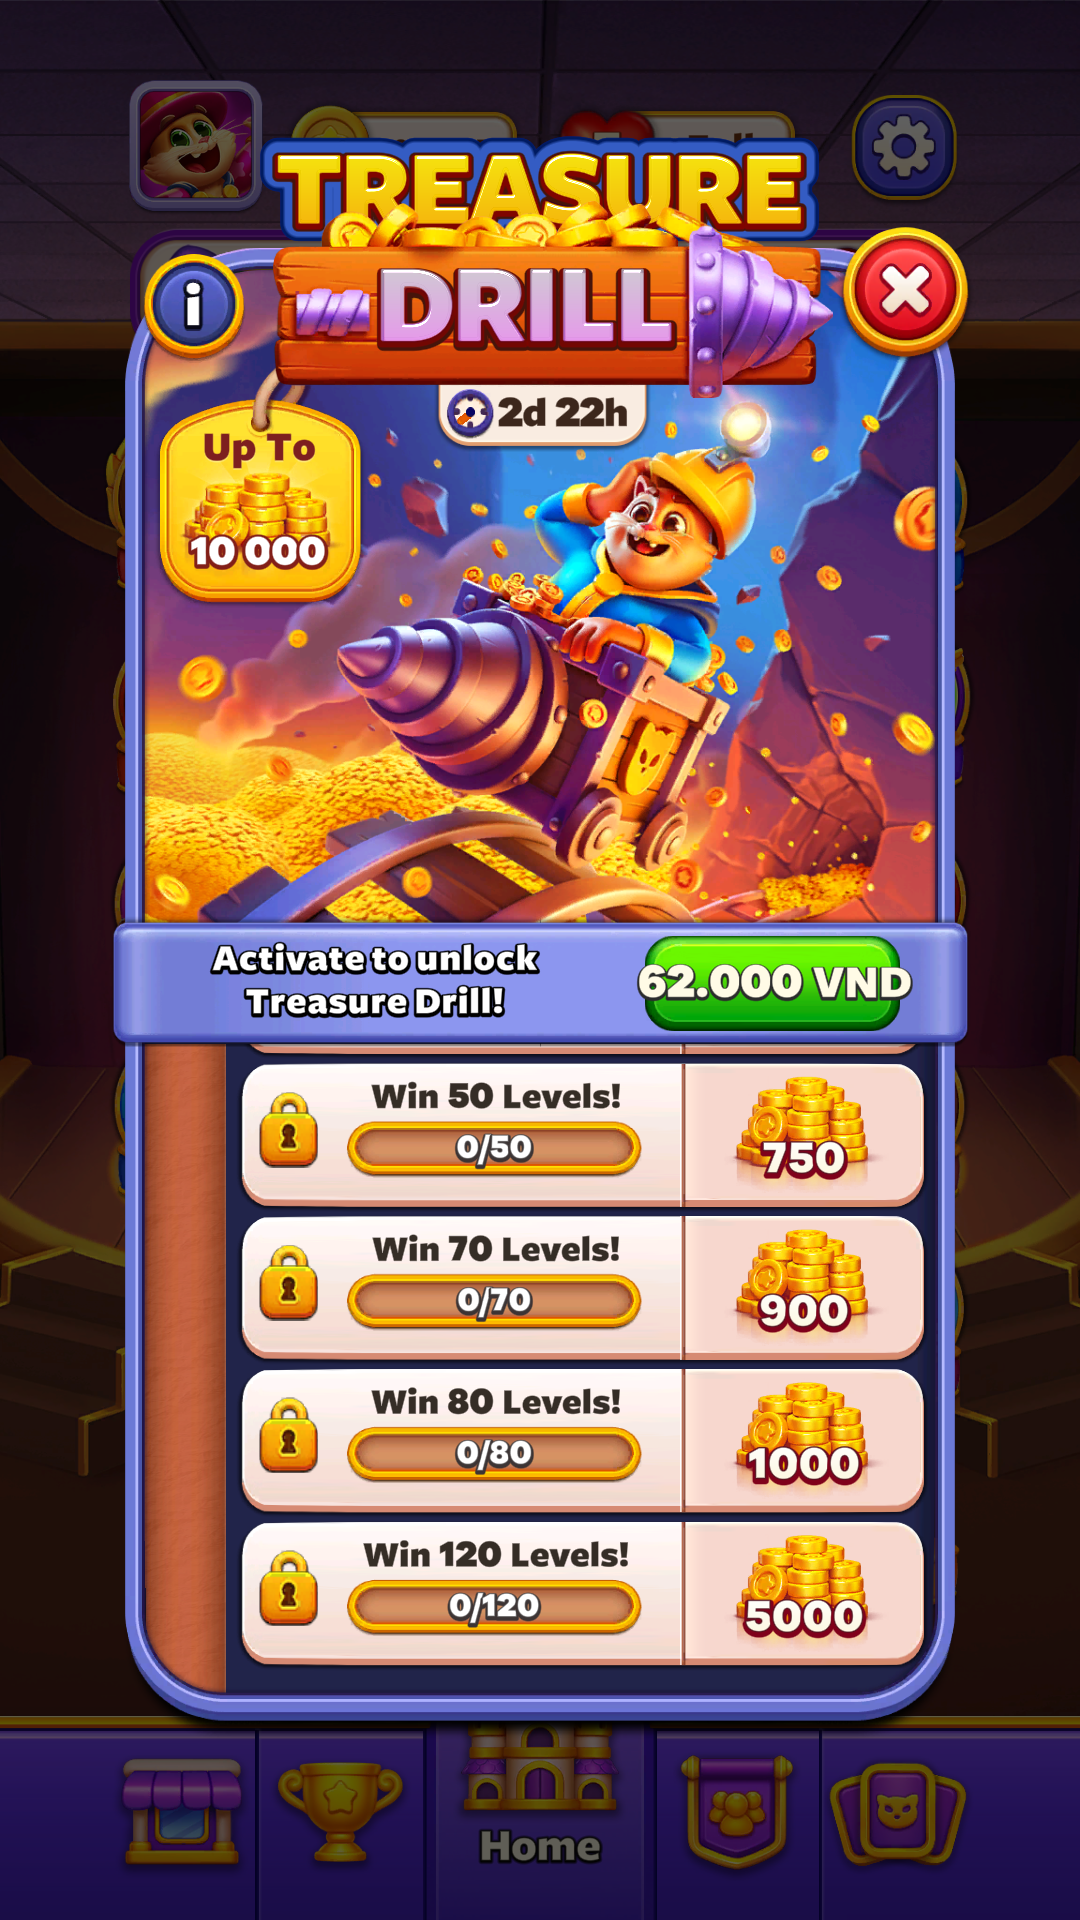 TREASURE
DRILL
2d 22h
Up To
10 000
Activate to unlock
Treasure Drill!
62.000 VND
Win 50 Levels!
0/50
750
Win 70 Levels!
0/70
900
Win 80 Levels!
0/80
1000
Win 120 Levels!
0/120
5000
Home